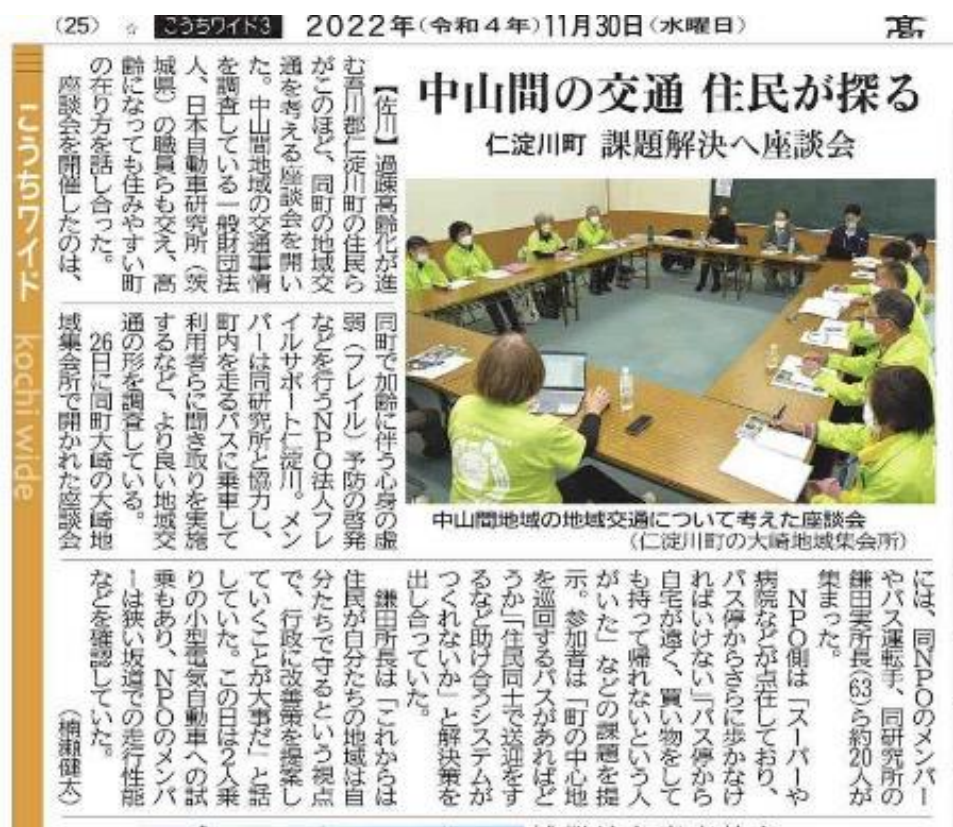 (25) ☆ こうちワイド3 2022年(令和4年)11月30日(水曜日) 高
こうちワイド kochi wide
中山間の交通 住民が探る
仁淀川町 課題解決へ座談会
【佐川】過疎高齢化が進
む吾川郡仁淀川町の住民ら
がこのほど、同町の地域交
通を考える座談会を開い
た。中山間地域の交通事情
を調査している一般財団法
人、日本自動車研究所(茨
城県)の職員らも交え、高
齢になっても住みやすい町
の在り方を話し合った。
座談会を開催したのは、
同町で加齢に伴う心身の虚
弱(フレイル)予防の啓発
などを行うNPO法人フレ
イルサポート仁淀川。メン
バーは同研究所と協力し、
町内を走るバスに乗車して
利用者らに聞き取りを実施
するなど、より良い地域交
通の形を調査している。
26日に同町大崎の大崎地
域集会所で開かれた座談会
中山間地域の地域交通について考えた座談会
(仁淀川町の大崎地域集会所)
には、同NPOのメンバー
やバス運転手、同研究所の
鎌田実所長(63)ら約20人が
集まった。
NPO側は「スーパーや
病院などが点在しており、
バス停からさらに歩かなけ
ればいけない」「バス停から
自宅が遠く、買い物をして
も持って帰れないという人
がいた」などの課題を提
示。参加者は「町の中心地
を巡回するバスがあればど
うか」「住民同士で送迎をす
るなど助け合うシステムが
つくれないか」と解決策を
出し合っていた。
鎌田所長は「これからは
住民が自分たちの地域は自
分たちで守るという視点
で、行政に改善策を提案し
ていくことが大事だ」と話
していた。この日は2人乗
りの小型電気自動車への試
乗もあり、NPOのメンバ
ーは狭い坂道での走行性能
などを確認していた。
(楠瀬健太)